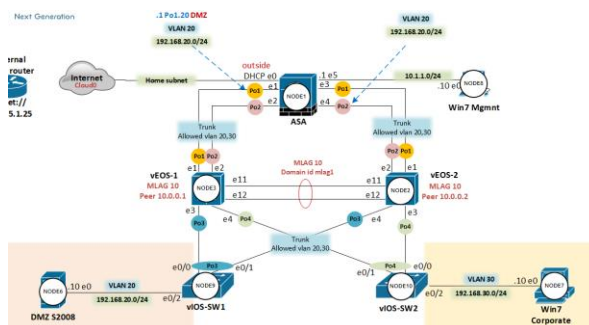 Next Generation
.1 Po1.20 DMZ
VLAN 20
192.168.20.0/24
VLAN 20
192.168.20.0/24
ernal
router
et://
5.1.25
Internet
Cloud0
Home subnet
outside
DHCP e0
e1
e2
Po1
Po2
NODE1
ASA
.1 e5
e3
e4
Po1
Po2
10.1.1.0/24
.10 e0
NODE8
Win7 Mgmnt
Trunk
Allowed vlan 20,30
Trunk
Allowed vlan 20,30
Po1 Po2
e1 e2
Po2 Po1
e2 e1
vEOS-1
MLAG 10
Peer 10.0.0.1
NODE3
e11
e12
MLAG 10
Domain id mlag1
e11
e12
NODE2
vEOS-2
MLAG 10
Peer 10.0.0.2
e3
Po3
e4
Po4
Po3
e4
e3
Po4
Trunk
Allowed vlan 20,30
e0/0
Po3
e0/1
e0/2
NODE9
vIOS-SW1
Po4
e0/0
e0/1
NODE10
e0/2
vIOS-SW2
NODE6
.10 e0
VLAN 20
192.168.20.0/24
DMZ S2008
VLAN 30
192.168.30.0/24
.10 e0
NODE7
Win7
Corporate